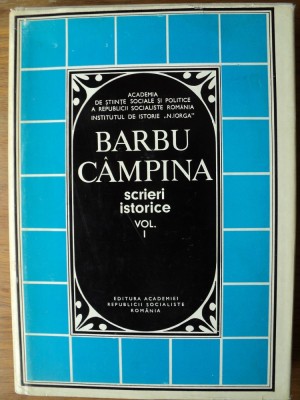 ACADEMIA
DE ȘTIINȚE SOCIALE ȘI POLITICE
A REPUBLICII SOCIALISTE ROMÂNIA
INSTITUTUL DE ISTORIE „N.IORGA"
BARBU
CÂMPINA
scrieri
istorice
VOL.
I
EDITURA ACADEMIEI
REPUBLICII SOCIALISTE
ROMÂNIA